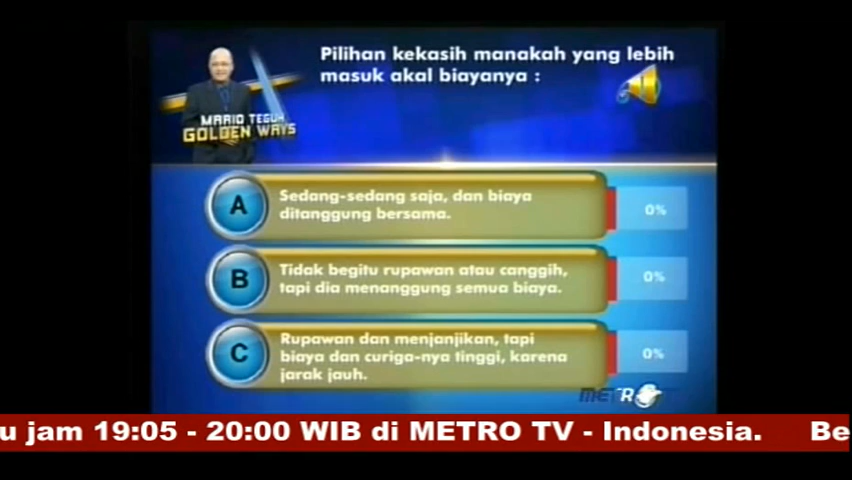 Pilihan kekasih manakah yang lebih
masuk akal biayanya :
MARIO TEGUH
GOLDEN WAYS
A
Sedang-sedang saja, dan biaya
ditanggung bersama.
0%
B
Tidak begitu rupawan atau canggih,
tapi dia menanggung semua biaya.
0%
C
Rupawan dan menjanjikan, tapi
biaya dan curiga-nya tinggi, karena
jarak jauh.
0%
METR
u jam 19:05 - 20:00 WIB di METRO TV - Indonesia. Be